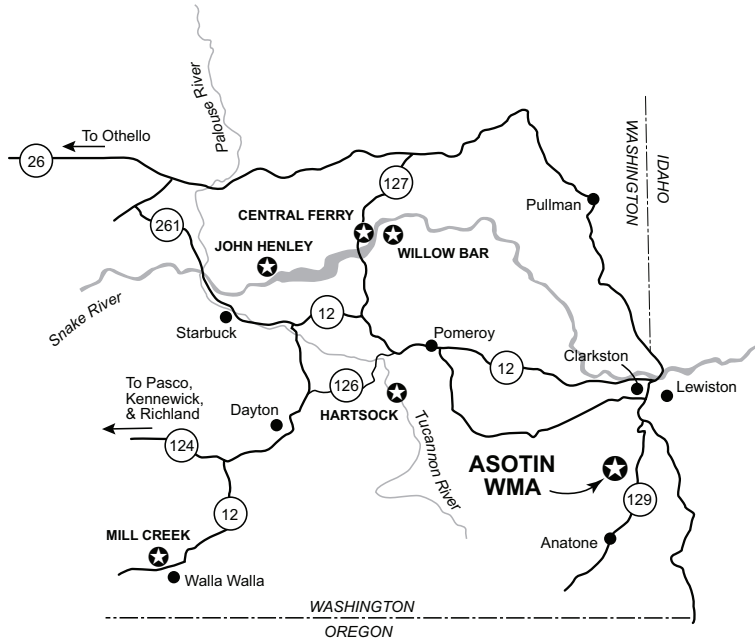 Palouse River
To Othello
26
WASHINGTON
IDAHO
127
Pullman
CENTRAL FERRY
261
JOHN HENLEY
WILLOW BAR
Snake River
Starbuck
12
Pomeroy
Clarkston
12
Lewiston
To Pasco,
Kennewick,
& Richland
126
HARTSOCK
Dayton
Tucannon River
124
ASOTIN
WMA
129
12
MILL CREEK
Anatone
Walla Walla
WASHINGTON
OREGON